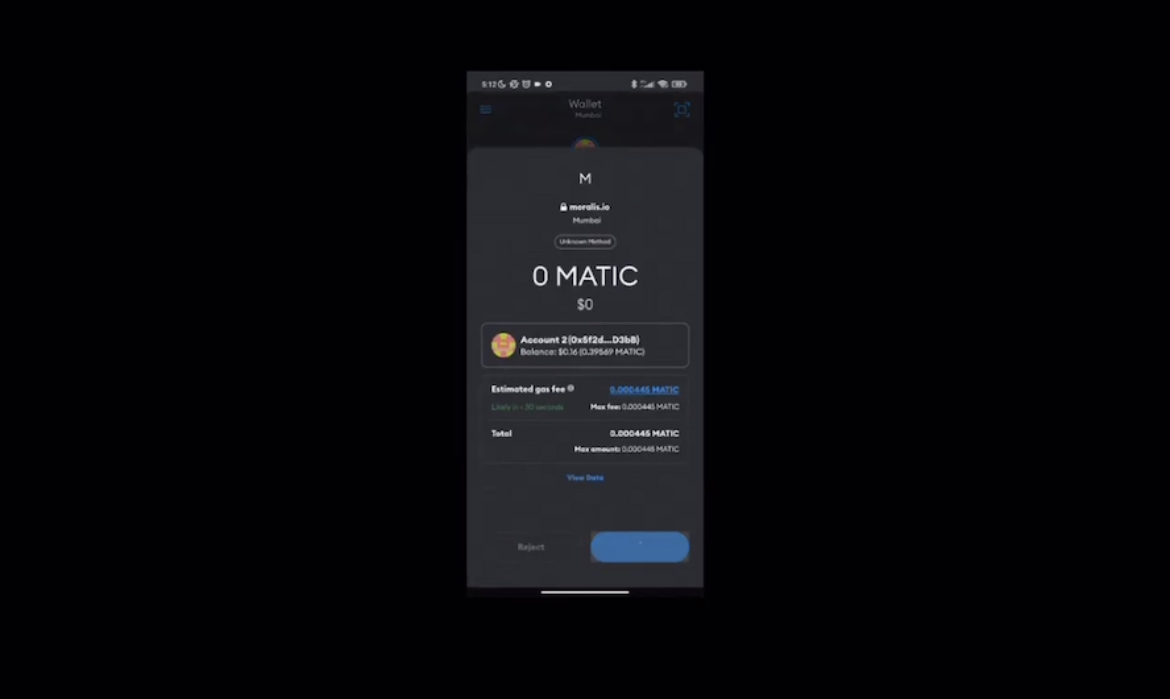 5:12
Wallet
Mumbai
M
moralis.io
Mumbai
Unknown Method
0 MATIC
$0
Account 2 (0x5f2d...D3bB)
Balance: $0.16 (0.39569 MATIC)
Estimated gas fee 0.000445 MATIC
Likely in < 30 seconds Max fee: 0.000445 MATIC
Total 0.000445 MATIC
Max amount: 0.000445 MATIC
View Data
Reject